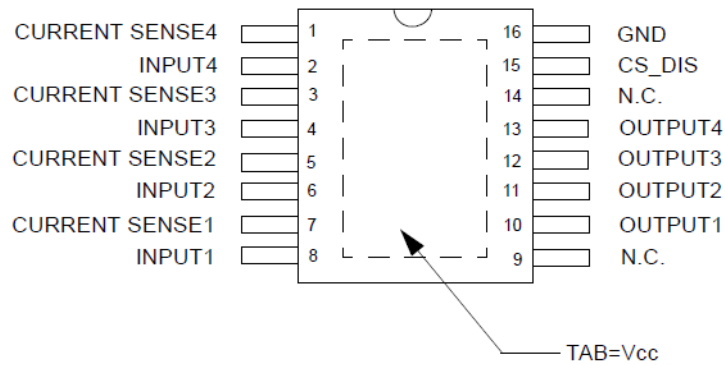 CURRENT SENSE4 1 16 GND
INPUT4 2 15 CS_DIS
CURRENT SENSE3 3 14 N.C.
INPUT3 4 13 OUTPUT4
CURRENT SENSE2 5 12 OUTPUT3
INPUT2 6 11 OUTPUT2
CURRENT SENSE1 7 10 OUTPUT1
INPUT1 8 9 N.C.
TAB=Vcc